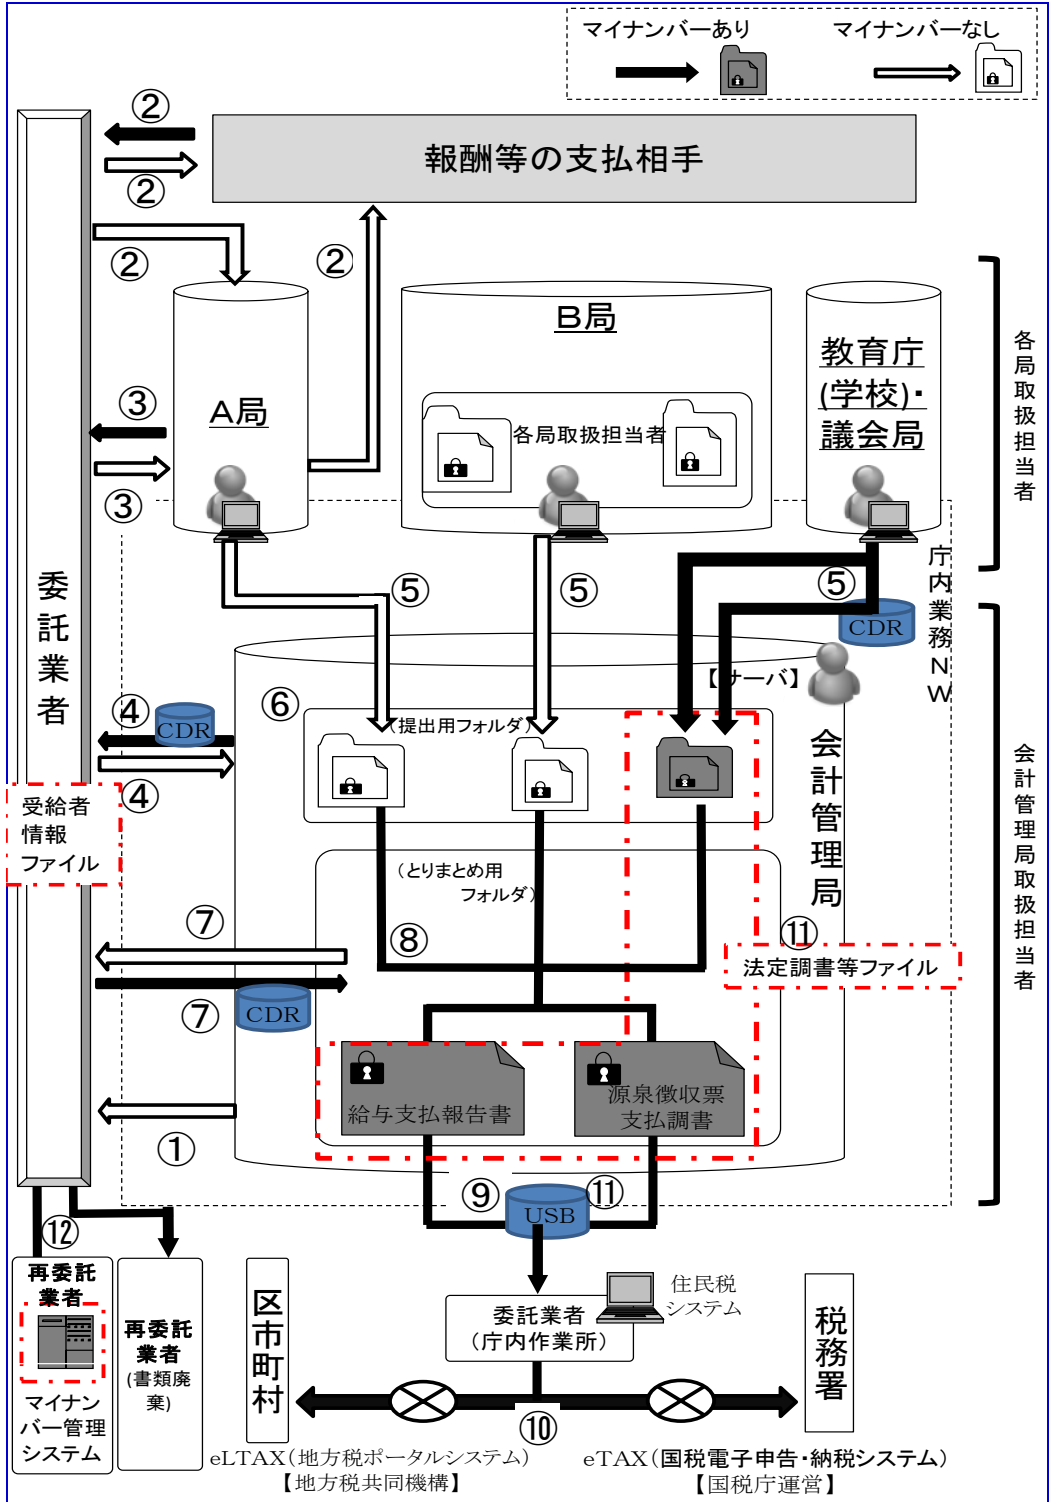 マイナンバーあり
マイナンバーなし
②
報酬等の支払相手
②
②
②
B局
教育庁
(学校)・
議会局
A局
③
各局取扱担当者
各局取扱担当者
③
委託業者
⑤
⑤
⑤
CDR
庁内業務NW
【サーバ】
⑥
(提出用フォルダ)
④
CDR
④
会計管理局
会計管理局取扱担当者
受給者
情報
ファイル
(とりまとめ用
フォルダ)
⑦
⑧
⑪
法定調書等ファイル
⑦
CDR
給与支払報告書
源泉徴収票
支払調書
①
⑨
⑪
USB
⑫
再委託
業者
マイナン
バー管理
システム
再委託
業者
(書類廃
棄)
区市町村
委託業者
(庁内作業所)
住民税
システム
税務署
⑩
eLTAX(地方税ポータルシステム)
【地方税共同機構】
eTAX(国税電子申告・納税システム)
【国税庁運営】